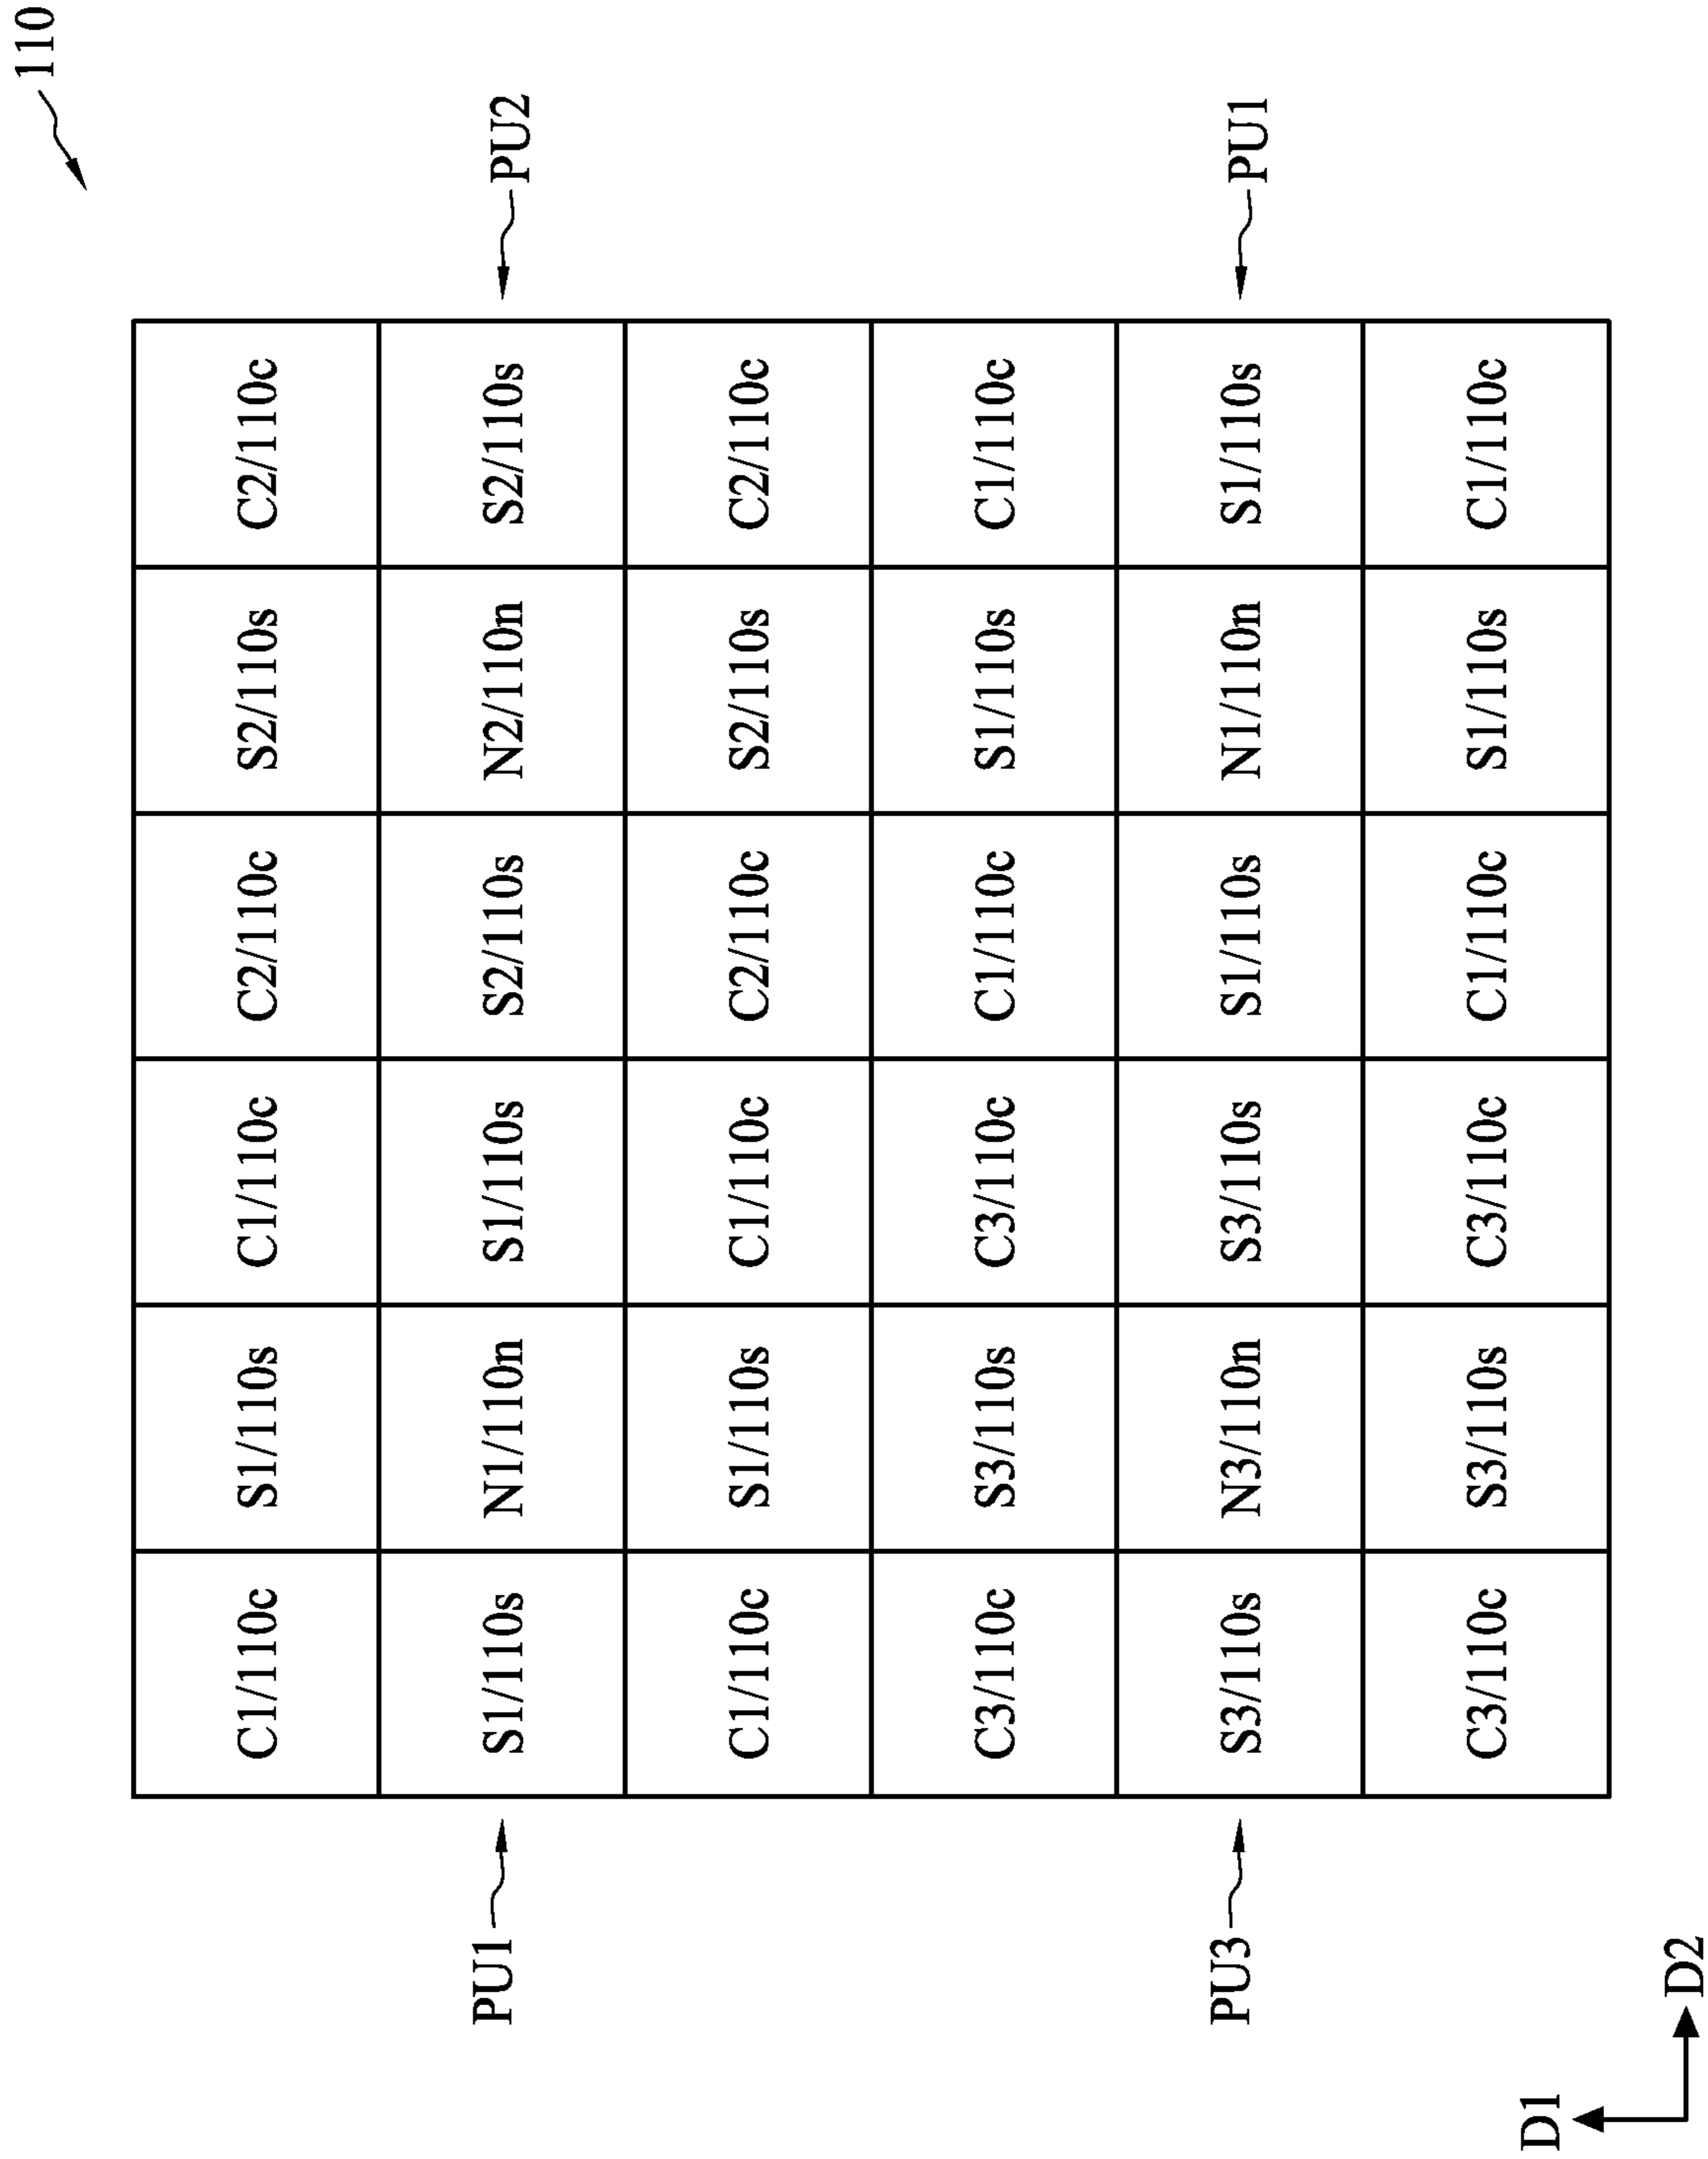 110
C1/110c S1/110s C1/110c C2/110c S2/110s C2/110c
PU1 S1/110s N1/110n S1/110s S2/110s N2/110n S2/110s PU2
C1/110c S1/110s C1/110c C2/110c S2/110s C2/110c
C3/110c S3/110s C3/110c C1/110c S1/110s C1/110c
PU3 S3/110s N3/110n S3/110s S1/110s N1/110n S1/110s PU1
C3/110c S3/110s C3/110c C1/110c S1/110s C1/110c
D1
D2